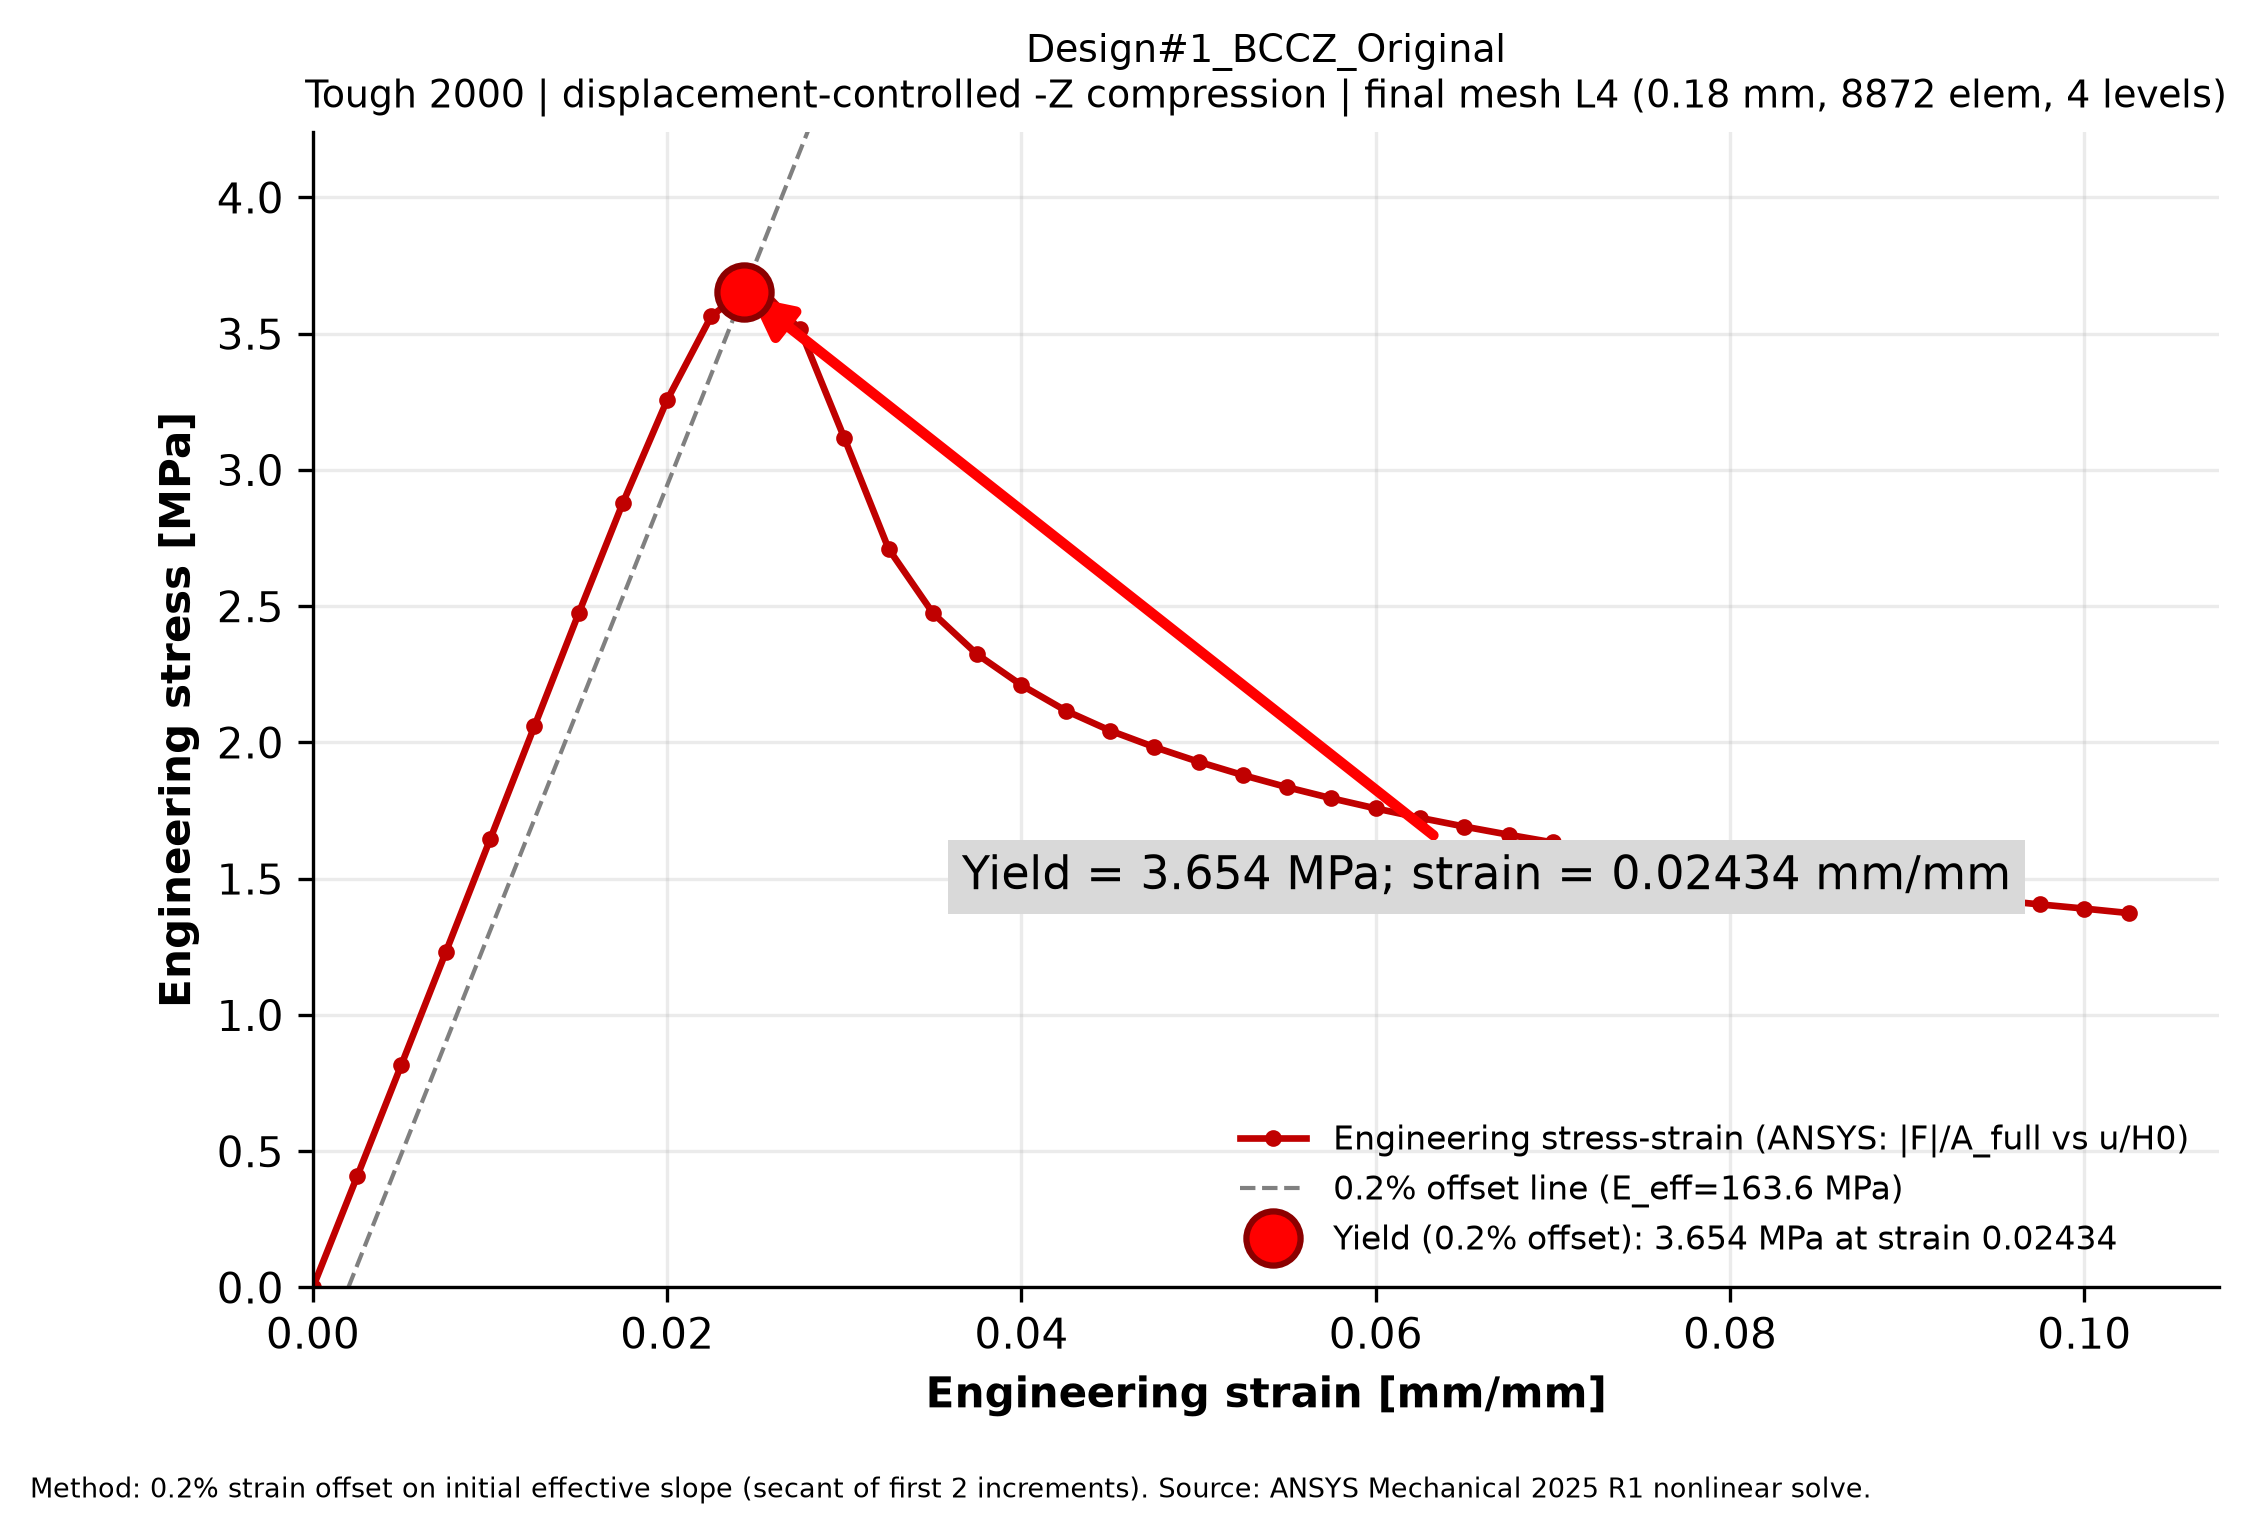 Design#1_BCCZ_Original
Tough 2000 | displacement-controlled -Z compression | final mesh L4 (0.18 mm, 8872 elem, 4 levels)
Engineering stress [MPa]
4.0
3.5
3.0
2.5
2.0
1.5
1.0
0.5
0.0
Yield = 3.654 MPa; strain = 0.02434 mm/mm
Engineering stress-strain (ANSYS: |F|/A_full vs u/H0)
0.2% offset line (E_eff=163.6 MPa)
Yield (0.2% offset): 3.654 MPa at strain 0.02434
0.00 0.02 0.04 0.06 0.08 0.10
Engineering strain [mm/mm]
Method: 0.2% strain offset on initial effective slope (secant of first 2 increments). Source: ANSYS Mechanical 2025 R1 nonlinear solve.